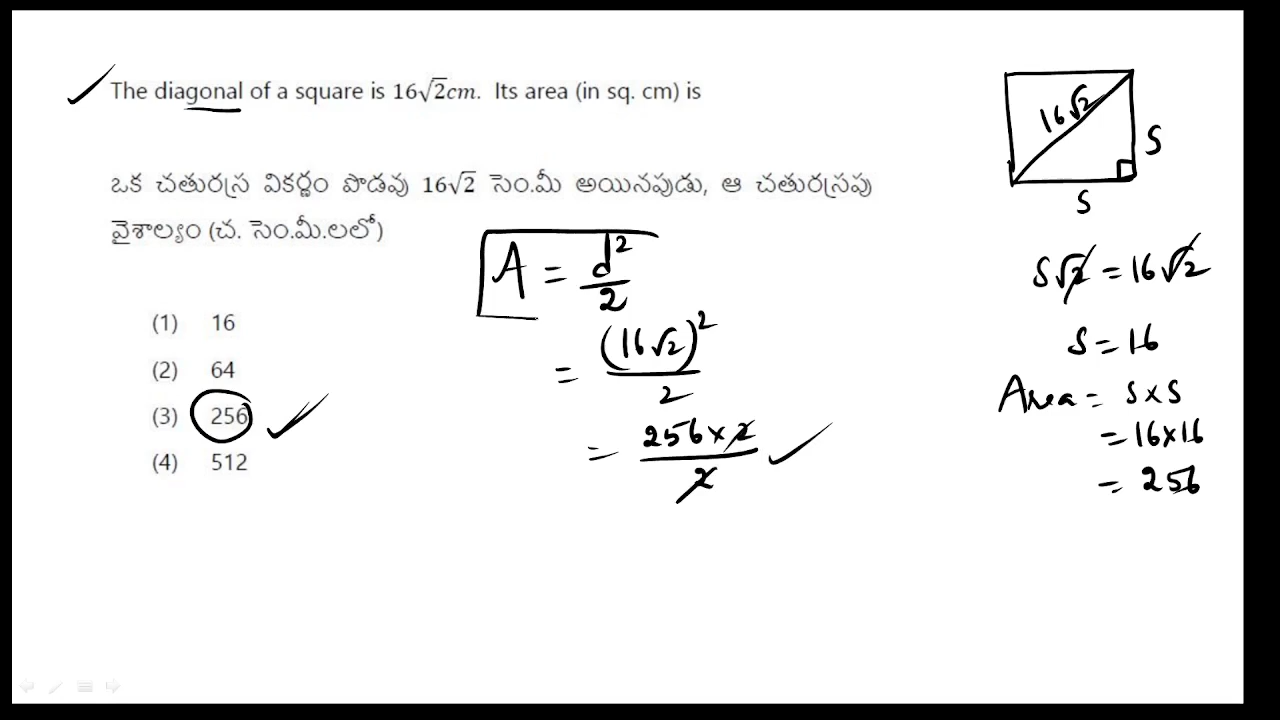 The diagonal of a square is 16√2cm. Its area (in sq. cm) is
ఒక చతురస్ర వికర్ణం పొడవు 16√2 సెం.మీ అయినపుడు, ఆ చతురస్రపు
వైశాల్యం (చ. సెం.మీ.లలో)
(1) 16
(2) 64
(3) 256
(4) 512
A = d²/2
= (16√2)²/2
= 256×2/2
16√2
S
S
S√2 = 16√2
S = 16
Area = S×S
= 16×16
= 256